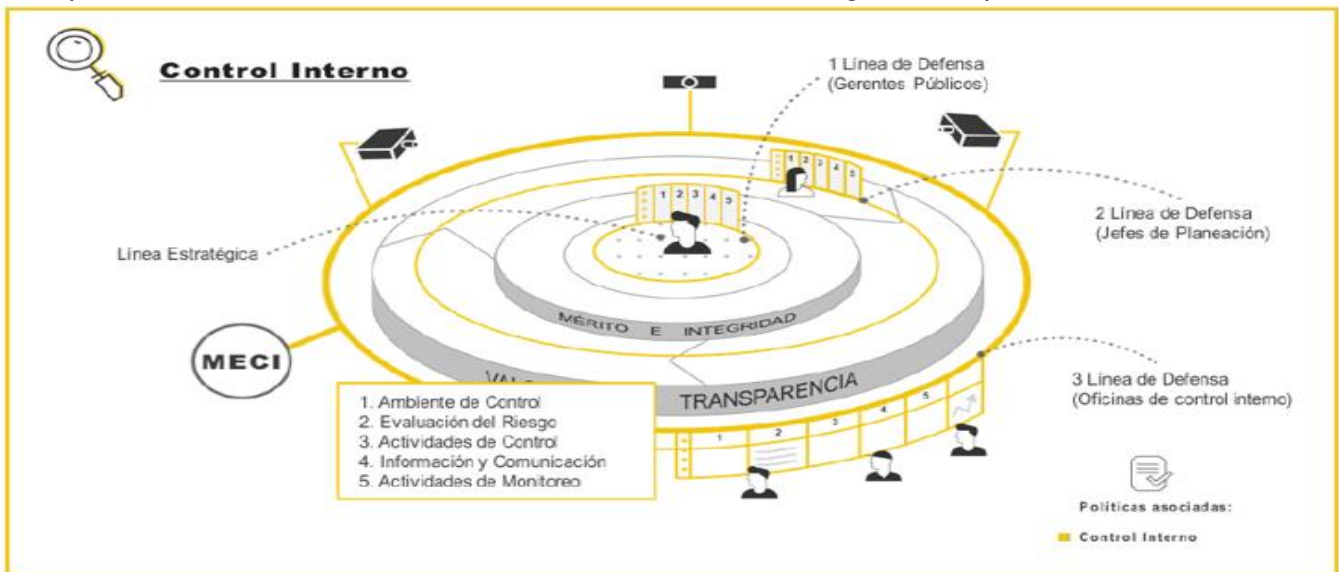 Control Interno
1 Línea de Defensa
(Gerentes Públicos)
1 2 3 4 5
1 2 3 4 5
2 Línea de Defensa
(Jefes de Planeación)
Línea Estratégica
MÉRITO E INTEGRIDAD
MECI
TRANSPARENCIA
3 Línea de Defensa
(Oficinas de control interno)
1. Ambiente de Control
2. Evaluación del Riesgo
3. Actividades de Control
4. Información y Comunicación
5. Actividades de Monitoreo
1 2 3 4 5
Políticas asociadas:
Control Interno